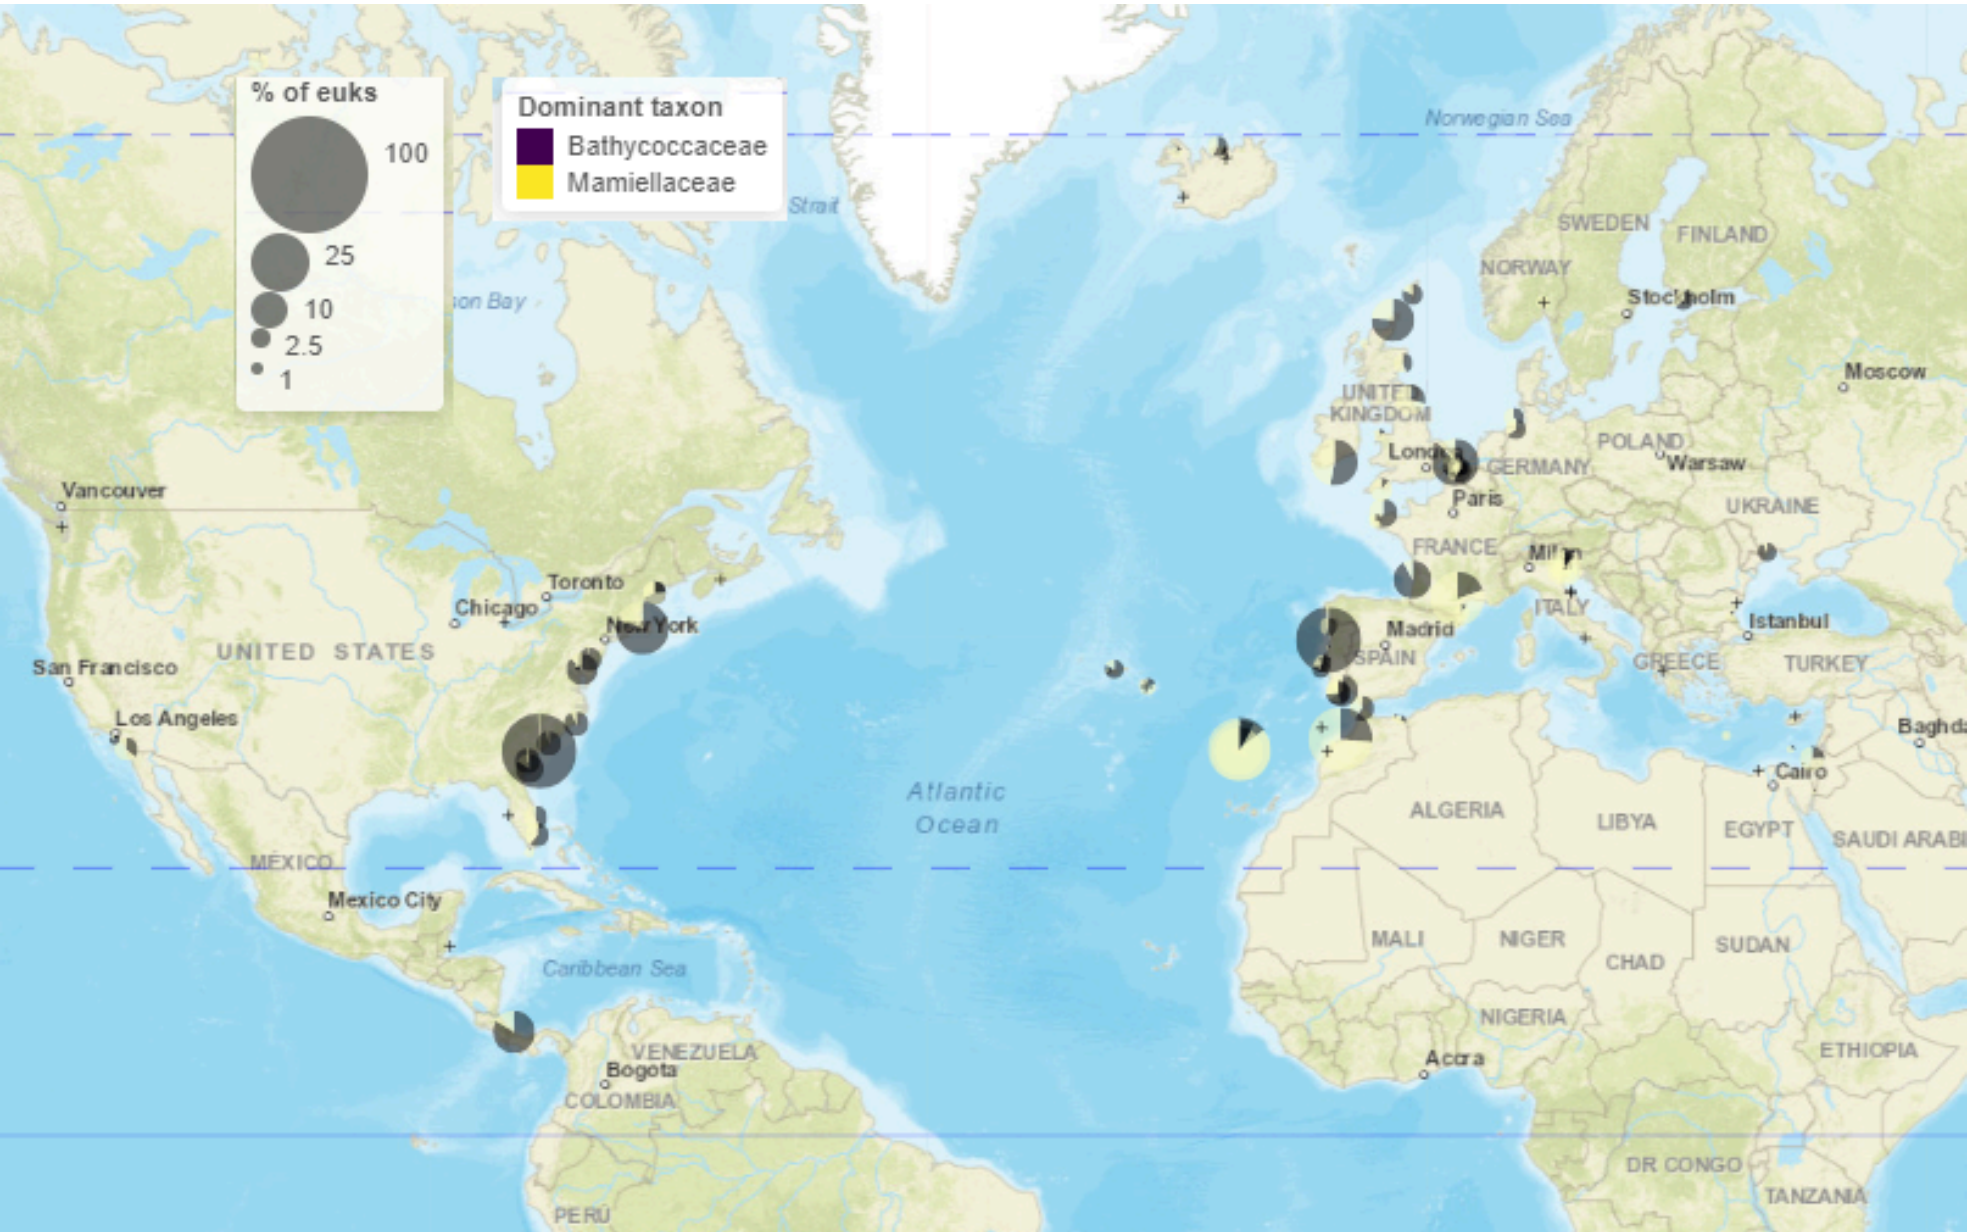 % of euks
100
25
10
2.5
1
Dominant taxon
Bathycoccaceae
Mamiellaceae
Strait
son Bay
Norwegian Sea
SWEDEN
FINLAND
NORWAY
Stockholm
Moscow
UNITED
KINGDOM
London
POLAND
Warsaw
GERMANY
Paris
UKRAINE
FRANCE
Milan
ITALY
Istanbul
Madrid
SPAIN
GREECE
TURKEY
Vancouver
Toronto
Chicago
New York
UNITED STATES
San Francisco
Los Angeles
Baghda
Cairo
Atlantic
Ocean
ALGERIA
LIBYA
EGYPT
SAUDI ARABI
MÉXICO
Mexico City
MALI
NIGER
CHAD
SUDAN
Caribbean Sea
NIGERIA
VENEZUELA
Bogota
COLOMBIA
Accra
ETHIOPIA
DR CONGO
TANZANIA
PERÚ